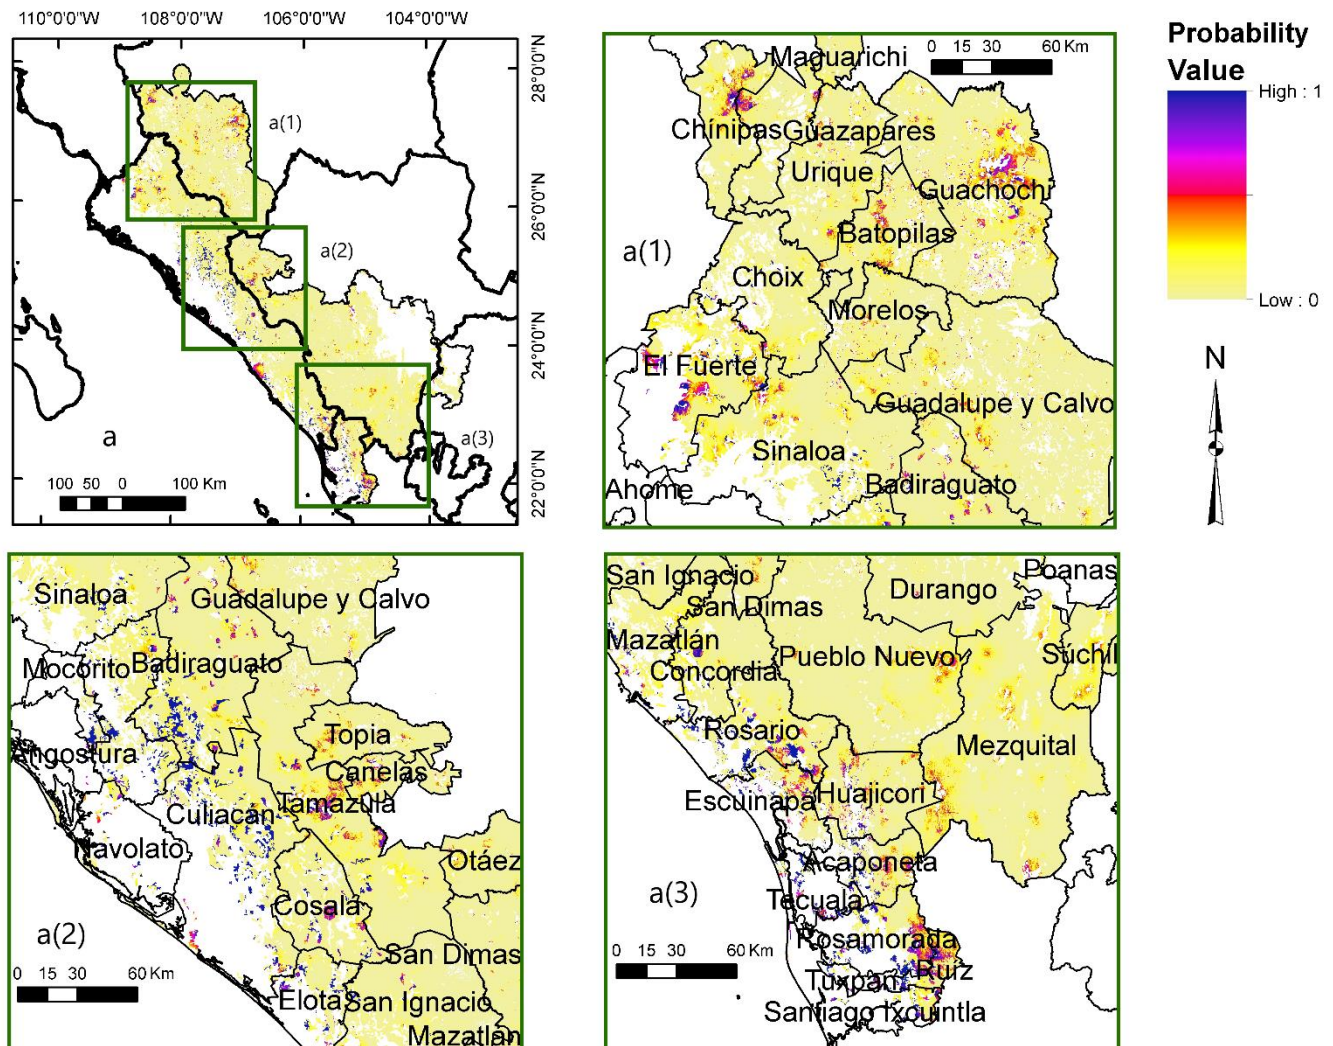 110°0'0"W 108°0'0"W 106°0'0"W 104°0'0"W
28°0'0"N
26°0'0"N
24°0'0"N
22°0'0"N
a(1)
a(2)
a(3)
a
100 50 0 100 Km
Maguarichi
0 15 30 60 Km
Chínipas
Guazapares
Urique
Guachochi
Batopilas
a(1)
Choix
Morelos
El Fuerte
Guadalupe y Calvo
Sinaloa
Badiraguato
Ahome
Probability
Value
High : 1
Low : 0
N
Sinaloa
Guadalupe y Calvo
Mocorito
Badiraguato
Angostura
Topia
Canelas
Tamazula
Culiacán
Navolato
Otáez
Cosalá
a(2)
San Dimas
0 15 30 60 Km
Elota
San Ignacio
Mazatlán
San Ignacio
San Dimas
Durango
Poanas
Mazatlán
Concordia
Pueblo Nuevo
Súchil
Rosario
Mezquital
Escuinapa
Huajicori
Acaponeta
a(3)
Tecuala
Rosamorada
0 15 30 60 Km
Ruíz
Tuxpan
Santiago Ixcuintla